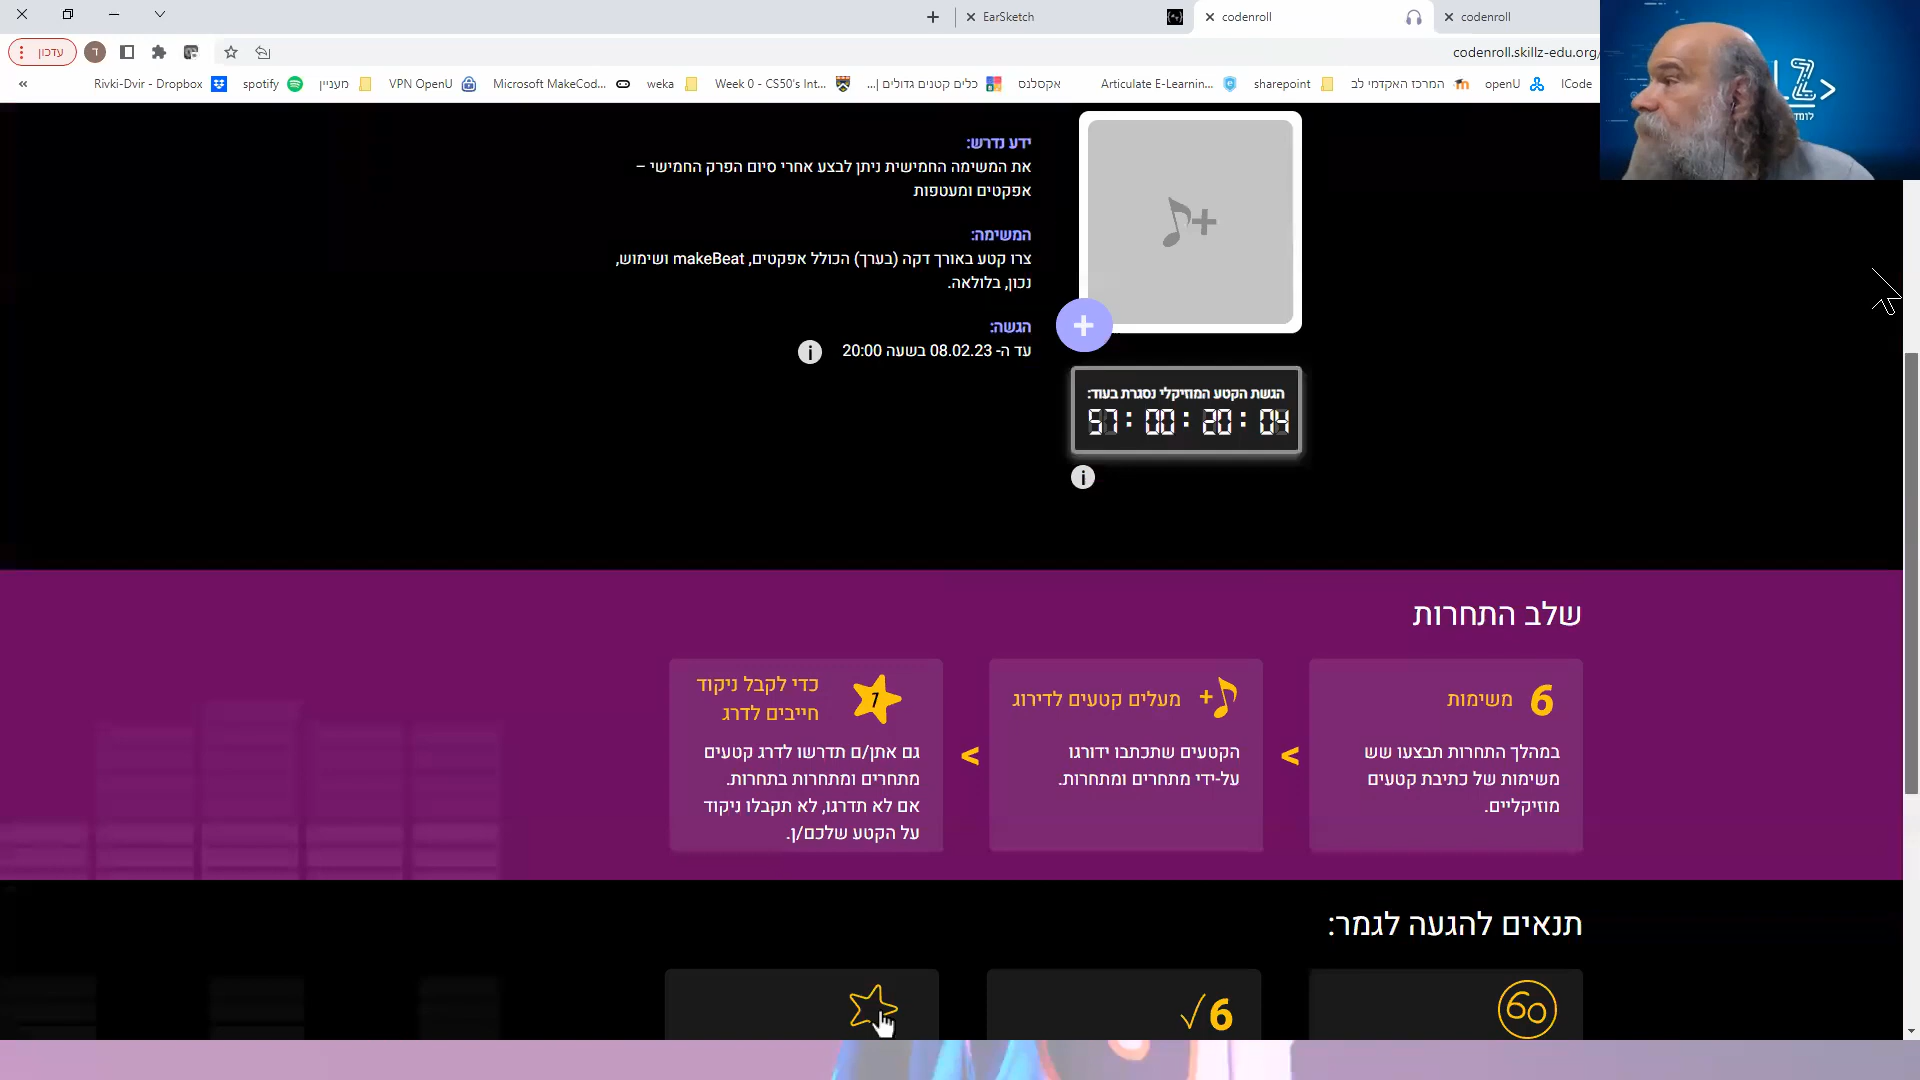 EarSketch
codenroll
codenroll
עדכון
ד
codenroll.skillz-edu.org/
Rivki-Dvir - Dropbox
spotify
מעניין
VPN OpenU
Microsoft MakeCod...
weka
Week 0 - CS50's Int...
כלים קטנים גדולים |...
אקסלנס
Articulate E-Learnin...
sharepoint
המרכז האקדמי לב
openU
ICode
לומד
ידע נדרש:
את המשימה החמישית ניתן לבצע אחרי סיום הפרק החמישי –
אפקטים ומעטפות
המשימה:
צרו קטע באורך דקה (בערך) הכולל אפקטים, makeBeat ושימוש,
נכון, בלולאה.
הגשה:
עד ה- 08.02.23 בשעה 20:00
הגשת הקטע המוזיקלי נסגרת בעוד:
57:00:20:04
שלב התחרות
6 משימות
במהלך התחרות תבצעו שש
משימות של כתיבת קטעים
מוזיקליים.
מעלים קטעים לדירוג
הקטעים שתכתבו ידורגו
על-ידי מתחרים ומתחרות.
1
כדי לקבל ניקוד
חייבים לדרג
גם אתן/ם תדרשו לדרג קטעים
מתחרים ומתחרות בתחרות.
אם לא תדרגו, לא תקבלו ניקוד
על הקטע שלכם/ן.
תנאים להגעה לגמר:
60
6